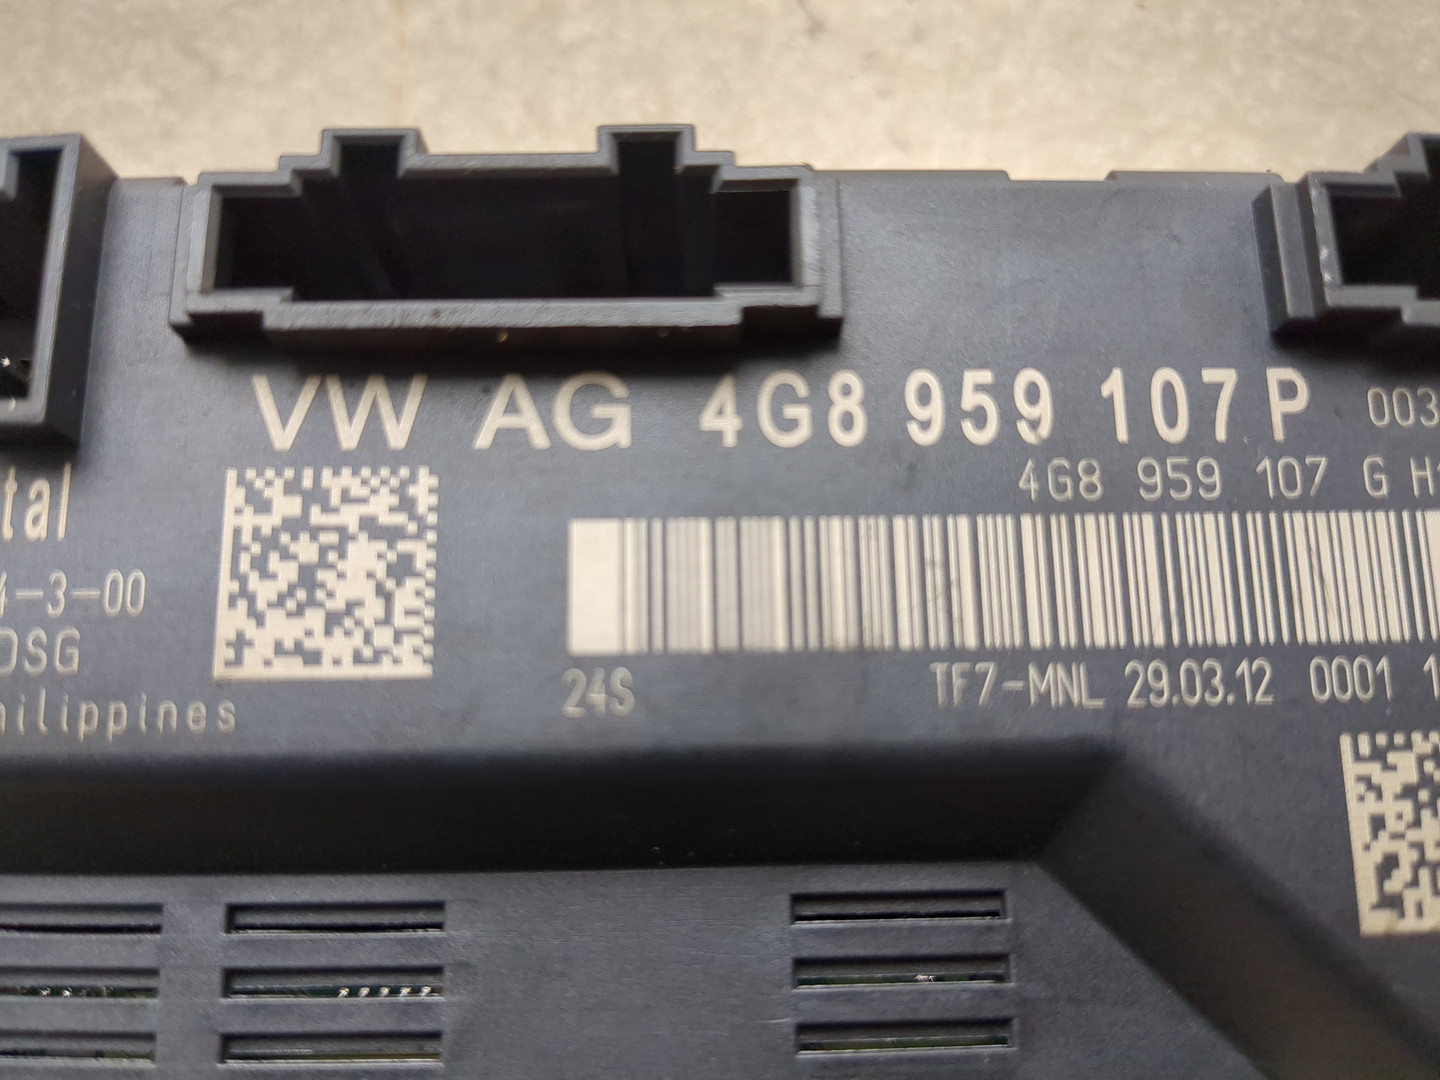 VW AG 4G8 959 107 P 003
4G8 959 107 G H
tal
4-3-00
DSG
hilippines
24S
TF7-MNL 29.03.12 0001 1